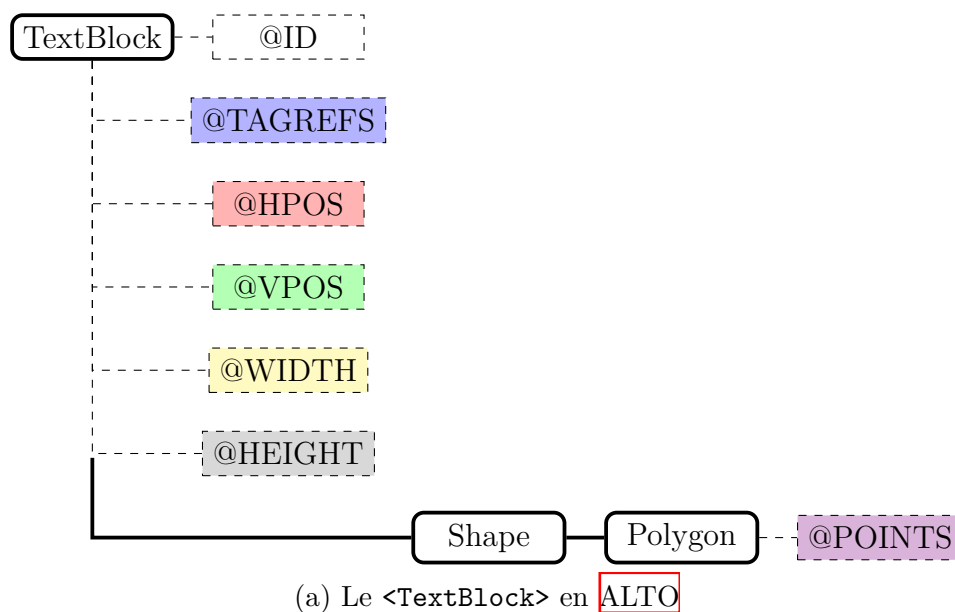 TextBlock @ID
@TAGREFS
@HPOS
@VPOS
@WIDTH
@HEIGHT
Shape Polygon @POINTS
(a) Le <TextBlock> en ALTO